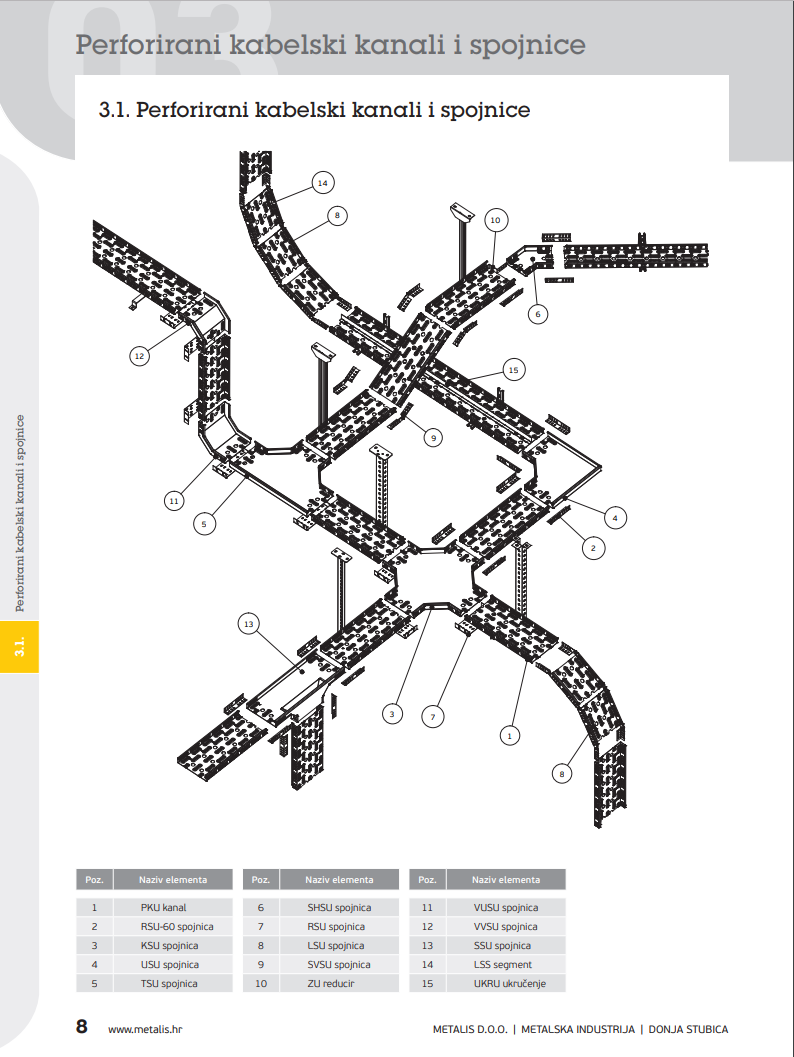 03
Perforirani kabelski kanali i spojnice
3.1. Perforirani kabelski kanali i spojnice
14
8
10
6
12
15
9
11
5
4
2
13
3
7
1
8
3.1. Perforirani kabelski kanali i spojnice
Poz. Naziv elementa Poz. Naziv elementa Poz. Naziv elementa
1 PKU kanal 6 SHSU spojnica 11 VUSU spojnica
2 RSU-60 spojnica 7 RSU spojnica 12 VVSU spojnica
3 KSU spojnica 8 LSU spojnica 13 SSU spojnica
4 USU spojnica 9 SVSU spojnica 14 LSS segment
5 TSU spojnica 10 ZU reducir 15 UKRU ukručenje
8 www.metalis.hr METALIS D.O.O. | METALSKA INDUSTRIJA | DONJA STUBICA